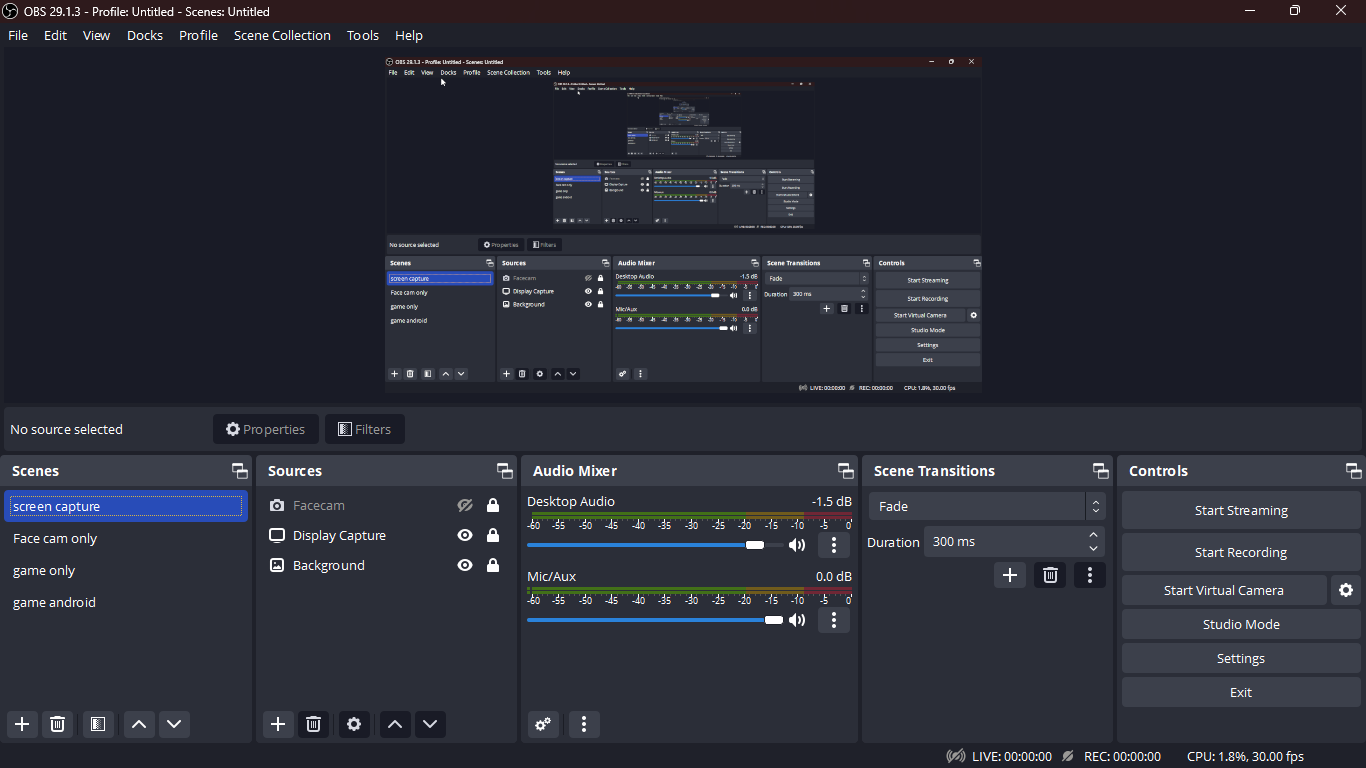 OBS 29.1.3 - Profile: Untitled - Scenes: Untitled
File Edit View Docks Profile Scene Collection Tools Help
OBS 29.1.3 - Profile: Untitled - Scenes: Untitled
File Edit View Docks Profile Scene Collection Tools Help
No source selected Properties Filters
Scenes Sources Audio Mixer Scene Transitions Controls
screen capture
Face cam only
game only
game android
Facecam
Display Capture
Background
Desktop Audio -1.5 dB
-60 -55 -50 -45 -40 -35 -30 -25 -20 -15 -10 -5 0
Mic/Aux 0.0 dB
-60 -55 -50 -45 -40 -35 -30 -25 -20 -15 -10 -5 0
Fade
Duration 300 ms
Start Streaming
Start Recording
Start Virtual Camera
Studio Mode
Settings
Exit
LIVE: 00:00:00 REC: 00:00:00 CPU: 1.8%, 30.00 fps
No source selected Properties Filters
Scenes
screen capture
Face cam only
game only
game android
Sources
Facecam
Display Capture
Background
Audio Mixer
Desktop Audio -1.5 dB
-60 -55 -50 -45 -40 -35 -30 -25 -20 -15 -10 -5 0
Mic/Aux 0.0 dB
-60 -55 -50 -45 -40 -35 -30 -25 -20 -15 -10 -5 0
Scene Transitions
Fade
Duration 300 ms
Controls
Start Streaming
Start Recording
Start Virtual Camera
Studio Mode
Settings
Exit
LIVE: 00:00:00 REC: 00:00:00 CPU: 1.8%, 30.00 fps